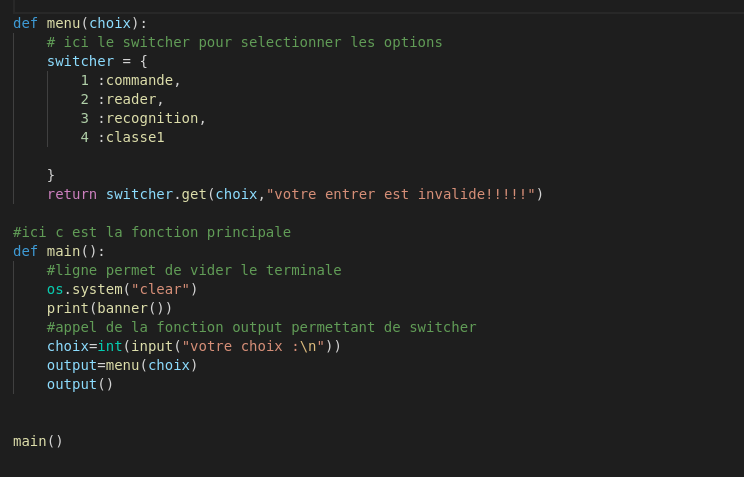 def menu(choix):
    # ici le switcher pour selectionner les options
    switcher = {
        1 :commande,
        2 :reader,
        3 :recognition,
        4 :classe1
    }
    return switcher.get(choix,"votre entrer est invalide!!!!!")
#ici c est la fonction principale
def main():
    #ligne permet de vider le terminale
    os.system("clear")
    print(banner())
    #appel de la fonction output permettant de switcher
    choix=int(input("votre choix :\n"))
    output=menu(choix)
    output()
main()